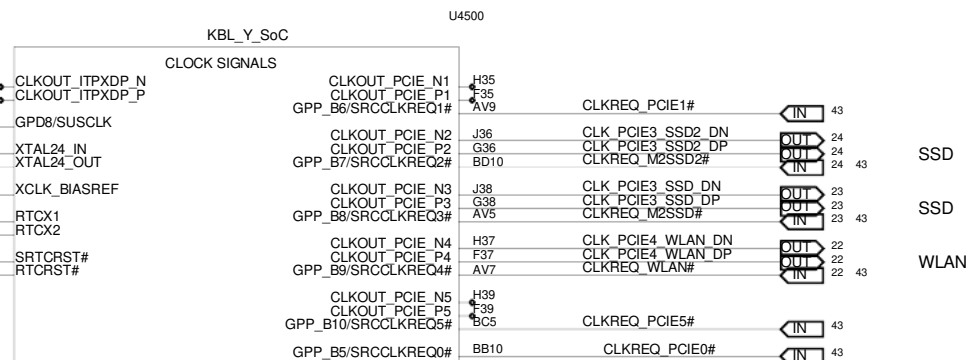 U4500
KBL_Y_SoC
CLOCK SIGNALS
CLKOUT_ITPXDP_N CLKOUT_PCIE_N1 H35
CLKOUT_ITPXDP_P CLKOUT_PCIE_P1 F35
GPP_B6/SRCCLKREQ1# AV9 CLKREQ_PCIE1# IN 43
GPD8/SUSCLK
CLKOUT_PCIE_N2 J36 CLK_PCIE3_SSD2_DN OUT 24
XTAL24_IN CLKOUT_PCIE_P2 G36 CLK_PCIE3_SSD2_DP OUT 24 SSD
XTAL24_OUT GPP_B7/SRCCLKREQ2# BD10 CLKREQ_M2SSD2# IN 24 43
XCLK_BIASREF CLKOUT_PCIE_N3 J38 CLK_PCIE3_SSD_DN OUT 23
CLKOUT_PCIE_P3 G38 CLK_PCIE3_SSD_DP OUT 23 SSD
RTCX1 GPP_B8/SRCCLKREQ3# AV5 CLKREQ_M2SSD# IN 23 43
RTCX2
CLKOUT_PCIE_N4 H37 CLK_PCIE4_WLAN_DN OUT 22
SRTCRST# CLKOUT_PCIE_P4 F37 CLK_PCIE4_WLAN_DP OUT 22 WLAN
RTCRST# GPP_B9/SRCCLKREQ4# AV7 CLKREQ_WLAN# IN 22 43
CLKOUT_PCIE_N5 H39
CLKOUT_PCIE_P5 F39
GPP_B10/SRCCLKREQ5# BC5 CLKREQ_PCIE5# IN 43
GPP_B5/SRCCLKREQ0# BB10 CLKREQ_PCIE0# IN 43